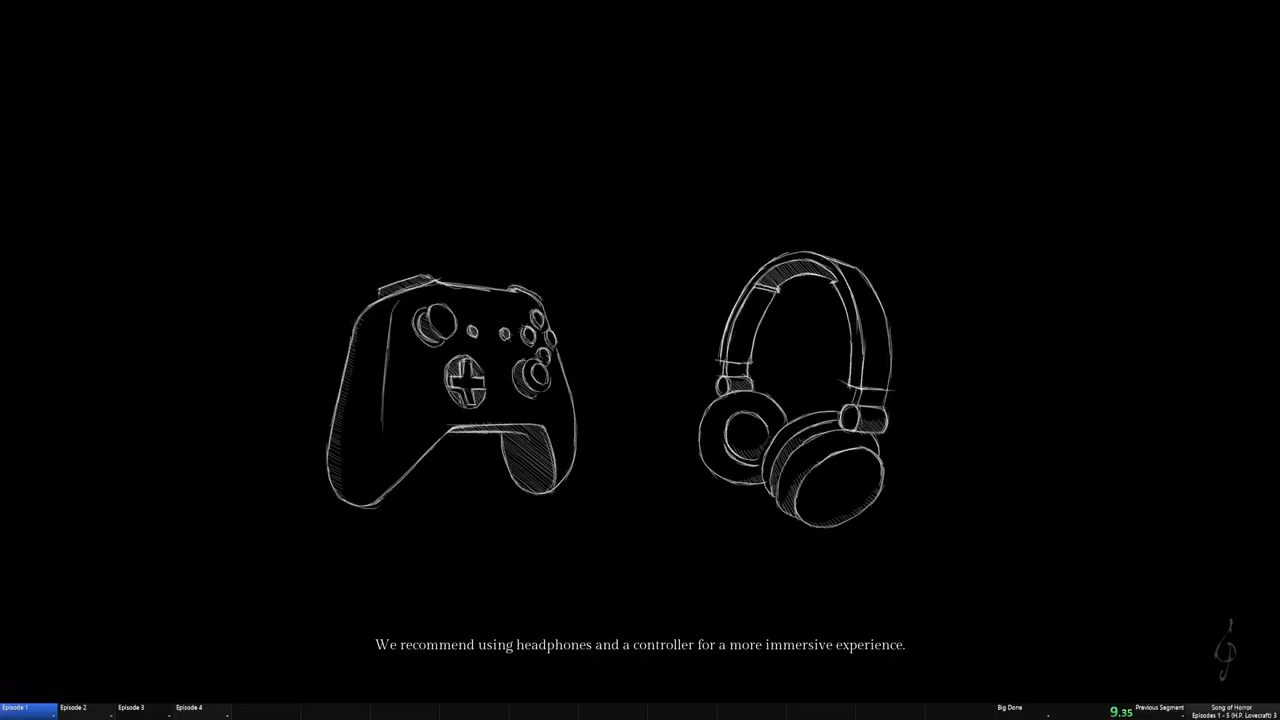 We recommend using headphones and a controller for a more immersive experience.
Episode 1
Episode 2
Episode 3
Episode 4
Big Done
9.35
Previous Segment
Song of Horror
Episodes 1 - 5 (H.P. Lovecraft) 3